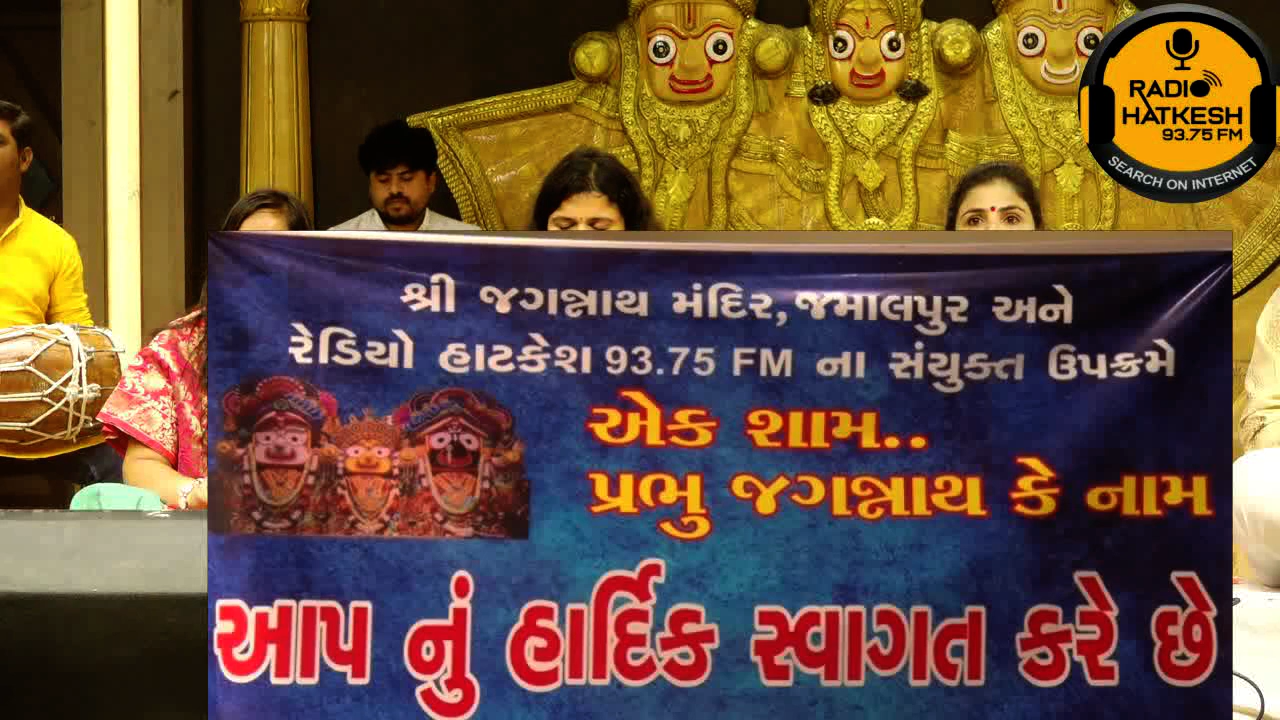 RADIO
HATKESH
93.75 FM
SEARCH ON INTERNET
શ્રી જગન્નાથ મંદિર,જમાલપુર અને
રેડિયો હાટકેશ 93.75 FM ના સંયુક્ત ઉપક્રમે
એક શામ..
પ્રભુ જગન્નાથ કે નામ
આપ નું હાર્દિક સ્વાગત કરે છે